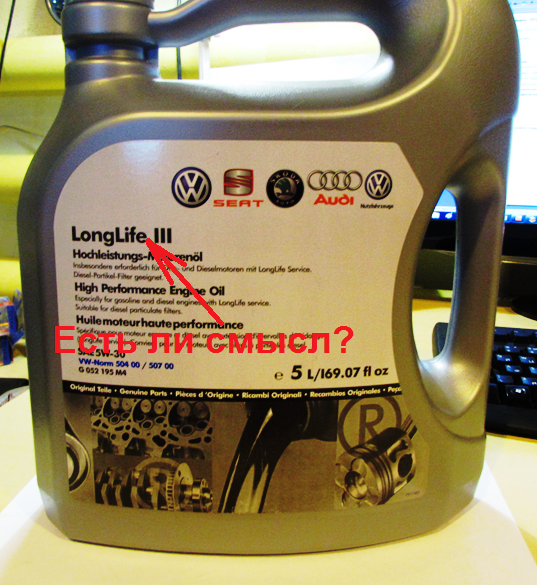 SEAT
SKODA
Audi
Nutzfahrzeuge
LongLife III
Hochleistungs-Motorenöl
Insbesondere erforderlich für und Dieselmotoren mit LongLife Service.
Diesel-Partikel-Filter geeignet.
High Performance Engine Oil
Especially for gasoline and diesel engines with LongLife service.
Suitable for diesel particulate filters.
Huile moteur haute performance
Есть ли смысл?
SAE 5W-30
VW-Norm 504 00 / 507 00
G 052 195 M4
e 5 L/169.07 fl oz
Original Teile · Genuine Parts · Pièces d'Origine · Ricambi Originali · Recambios Originales
R